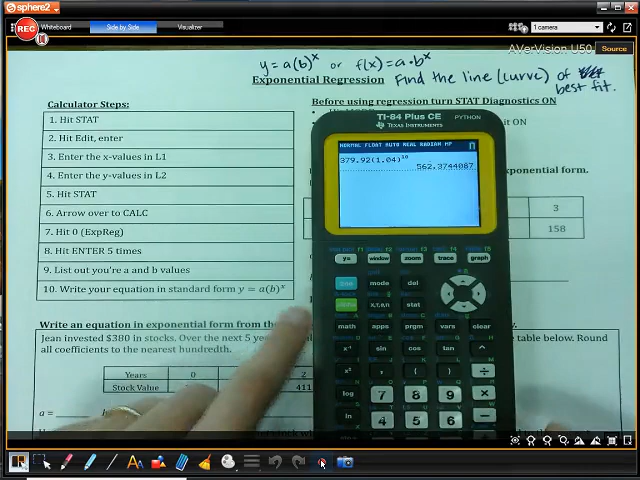 sphere2
REC
Whiteboard
Side by Side
Visualizer
1 camera
AVerVision U50
Source
y = a(b)^x or f(x) = a·b^x
Exponential Regression Find the line (curve) of
best fit.
Calculator Steps:
1. Hit STAT
2. Hit Edit, enter
3. Enter the x-values in L1
4. Enter the y-values in L2
5. Hit STAT
6. Arrow over to CALC
7. Hit 0 (ExpReg)
8. Hit ENTER 5 times
9. List out you're a and b values
10. Write your equation in standard form y = a(b)^x
Before using regression turn STAT Diagnostics ON
it ON
xponential form.
3
158
TI-84 Plus CE
PYTHON
TEXAS INSTRUMENTS
NORMAL FLOAT AUTO REAL RADIAN MP
379.92(1.04)^10
562.3744087
y= window zoom trace graph
2nd mode del
alpha X,T,θ,n stat
math apps prgm vars clear
x⁻¹ sin cos tan ^
x² , ( ) ÷
log 7 8 9 ×
ln 4 5 6 −
Write an equation in exponential form from the
Jean invested $380 in stocks. Over the next 5 ye
e table below. Round
all coefficients to the nearest hundredth.
Years 0 2
Stock Value 411
a =